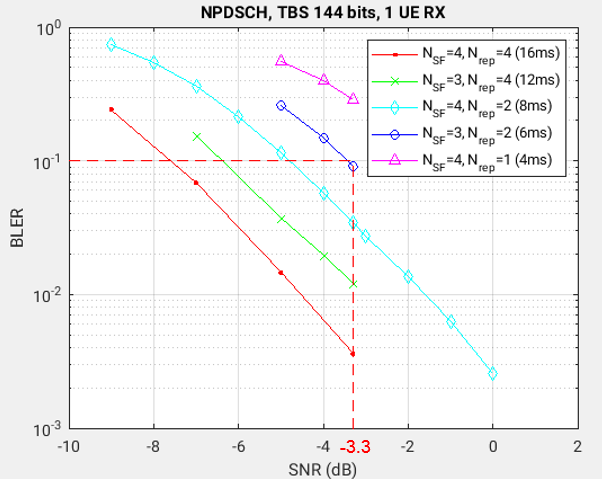 NPDSCH, TBS 144 bits, 1 UE RX
10^0
10^-1
10^-2
10^-3
BLER
N_SF=4, N_rep=4 (16ms)
N_SF=3, N_rep=4 (12ms)
N_SF=4, N_rep=2 (8ms)
N_SF=3, N_rep=2 (6ms)
N_SF=4, N_rep=1 (4ms)
-10 -8 -6 -4 -3.3 -2 0 2
SNR (dB)